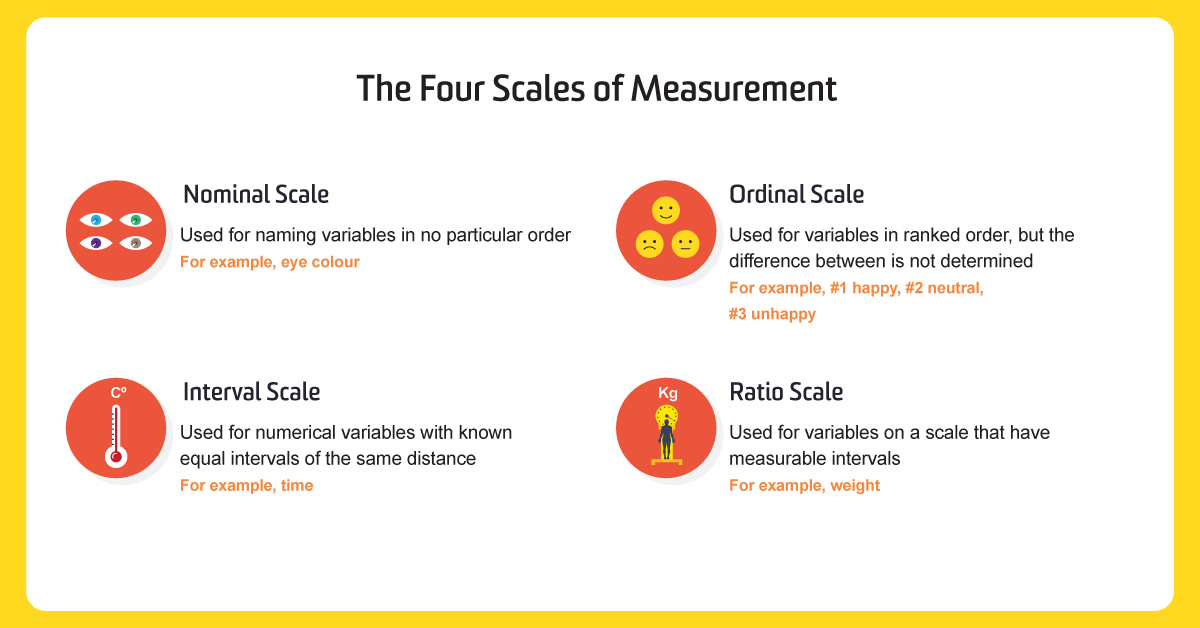 The Four Scales of Measurement
Nominal Scale
Used for naming variables in no particular order
For example, eye colour
Ordinal Scale
Used for variables in ranked order, but the
difference between is not determined
For example, #1 happy, #2 neutral,
#3 unhappy
Cº
Interval Scale
Used for numerical variables with known
equal intervals of the same distance
For example, time
Kg
Ratio Scale
Used for variables on a scale that have
measurable intervals
For example, weight